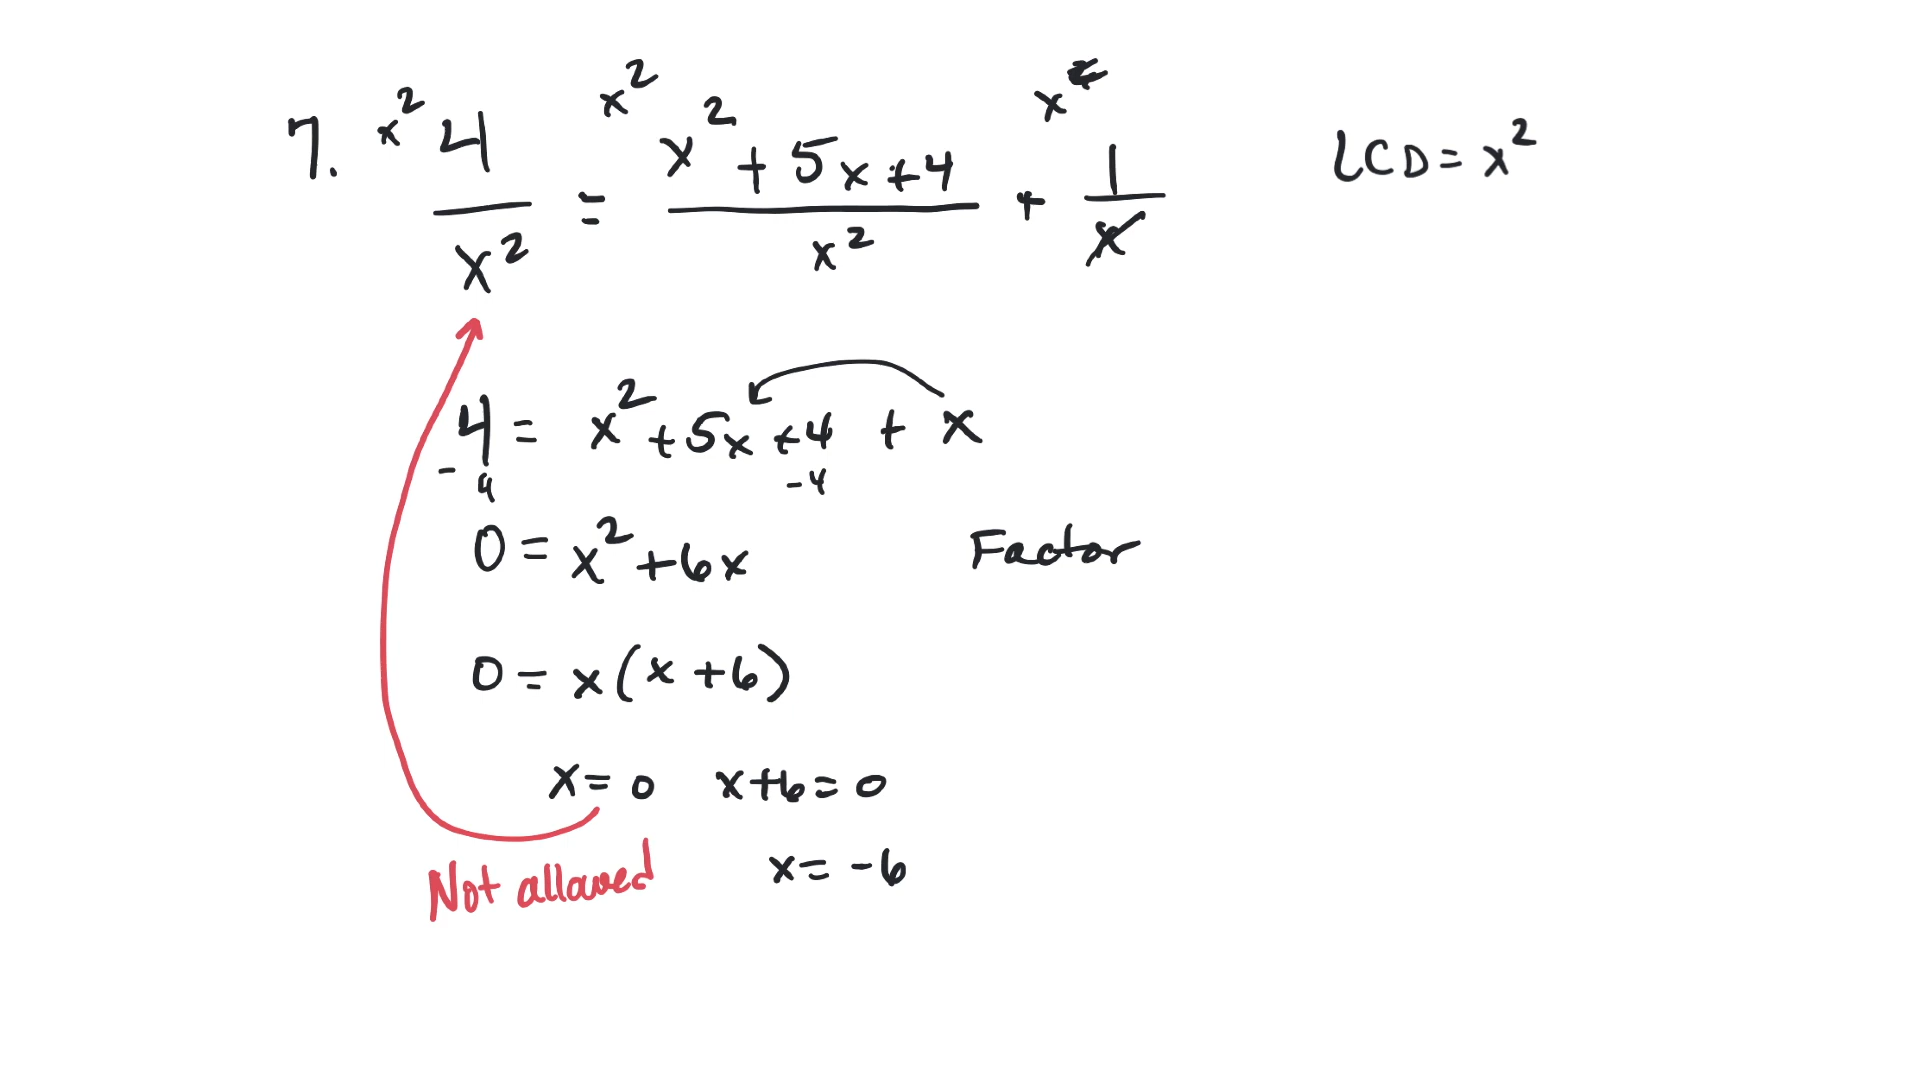 7. x² 4/x² = x² (x² + 5x + 4)/x² + x² 1/x LCD = x²
4 = x² + 5x + 4 + x
- 4 - 4
0 = x² + 6x Factor
0 = x(x + 6)
x = 0 x + 6 = 0
Not allowed x = -6